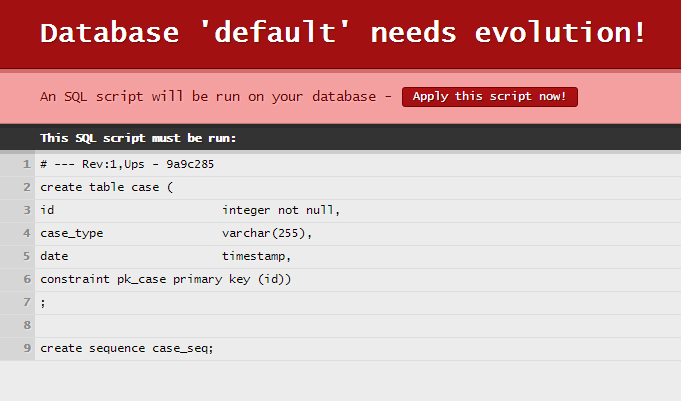 Database 'default' needs evolution!
An SQL script will be run on your database - Apply this script now!
This SQL script must be run:
1 # --- Rev:1,Ups - 9a9c285
2 create table case (
3 id integer not null,
4 case_type varchar(255),
5 date timestamp,
6 constraint pk_case primary key (id))
7 ;
8
9 create sequence case_seq;